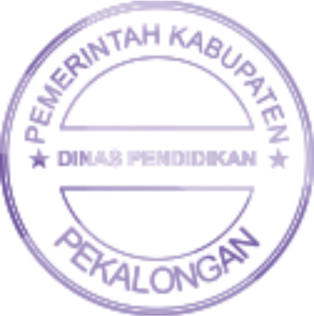 PEMERINTAH KABUPATEN
★ DINAS PENDIDIKAN ★
PEKALONGAN